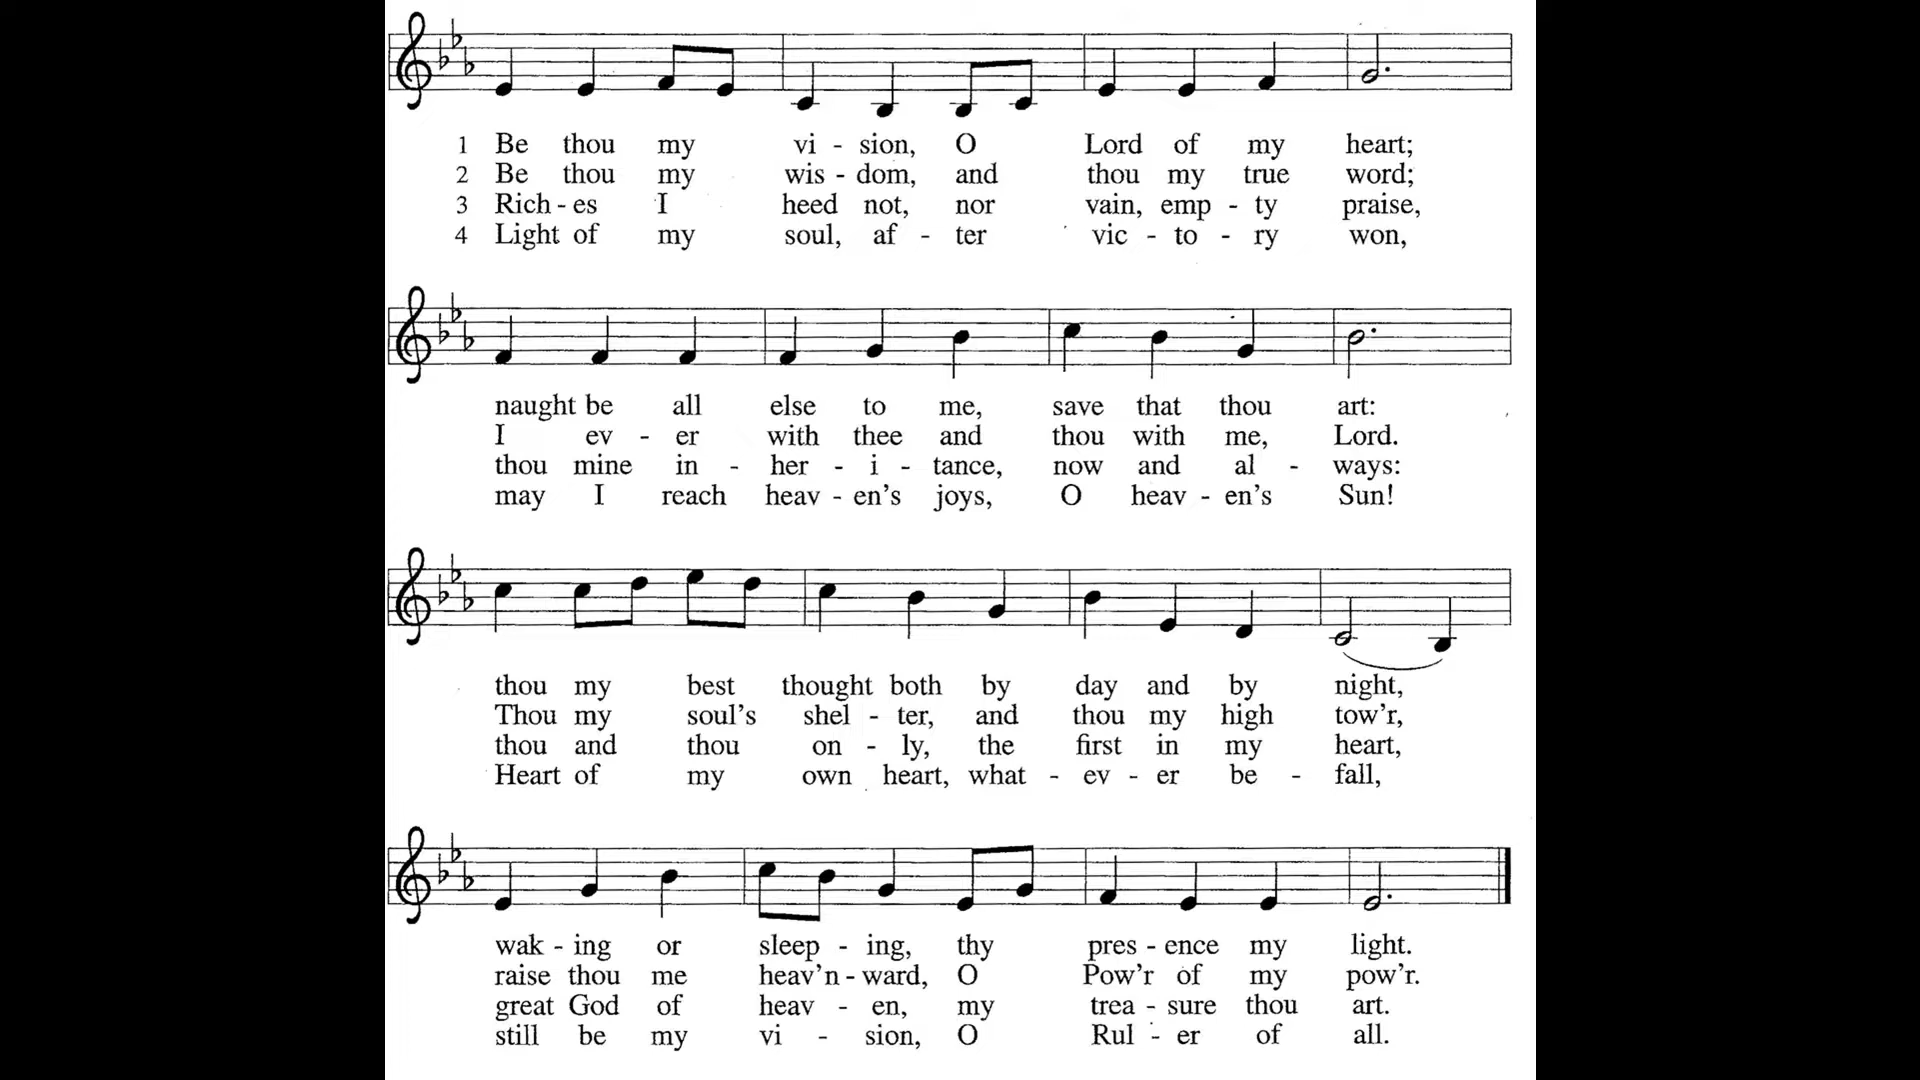 1 Be thou my vi - sion, O Lord of my heart;
2 Be thou my wis - dom, and thou my true word;
3 Rich - es I heed not, nor vain, emp - ty praise,
4 Light of my soul, af - ter vic - to - ry won,
naught be all else to me, save that thou art:
I ev - er with thee and thou with me, Lord.
thou mine in - her - i - tance, now and al - ways:
may I reach heav - en's joys, O heav - en's Sun!
thou my best thought both by day and by night,
Thou my soul's shel - ter, and thou my high tow'r,
thou and thou on - ly, the first in my heart,
Heart of my own heart, what - ev - er be - fall,
wak - ing or sleep - ing, thy pres - ence my light.
raise thou me heav'n - ward, O Pow'r of my pow'r.
great God of heav - en, my trea - sure thou art.
still be my vi - sion, O Rul - er of all.